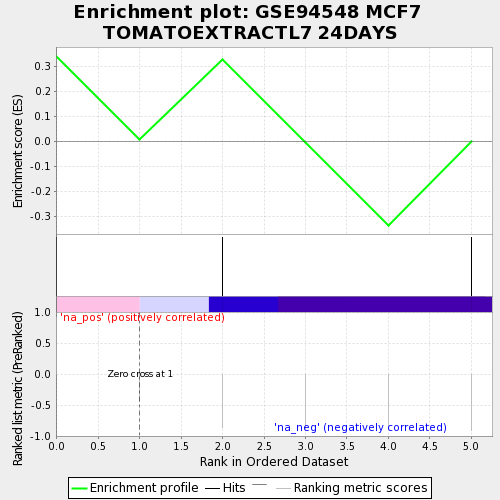 Enrichment plot: GSE94548 MCF7
TOMATOEXTRACTL7 24DAYS
Enrichment score (ES)
0.3
0.2
0.1
0.0
-0.1
-0.2
-0.3
Ranked list metric (PreRanked)
1.0
0.5
0.0
-0.5
-1.0
'na_pos' (positively correlated)
Zero cross at 1
'na_neg' (negatively correlated)
0.0 0.5 1.0 1.5 2.0 2.5 3.0 3.5 4.0 4.5 5.0
Rank in Ordered Dataset
Enrichment profile Hits Ranking metric scores